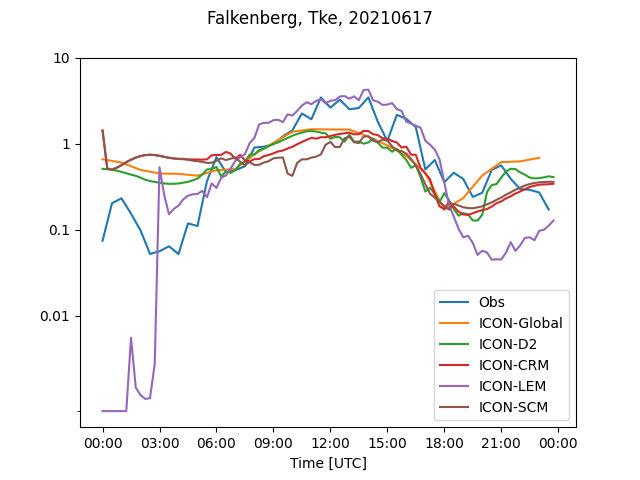 Falkenberg, Tke, 20210617
10
1
0.1
0.01
Obs
ICON-Global
ICON-D2
ICON-CRM
ICON-LEM
ICON-SCM
00:00 03:00 06:00 09:00 12:00 15:00 18:00 21:00 00:00
Time [UTC]